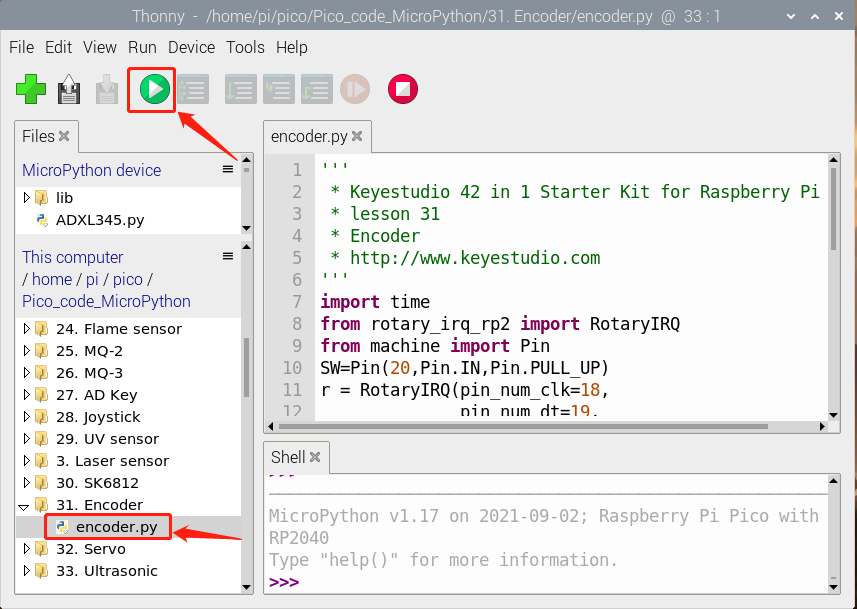 Thonny - /home/pi/pico/Pico_code_MicroPython/31. Encoder/encoder.py @ 33 : 1
File Edit View Run Device Tools Help
Files
MicroPython device
lib
ADXL345.py
This computer
/ home / pi / pico /
Pico_code_MicroPython
24. Flame sensor
25. MQ-2
26. MQ-3
27. AD Key
28. Joystick
29. UV sensor
3. Laser sensor
30. SK6812
31. Encoder
encoder.py
32. Servo
33. Ultrasonic
encoder.py
1 '''
2 * Keyestudio 42 in 1 Starter Kit for Raspberry Pi
3 * lesson 31
4 * Encoder
5 * http://www.keyestudio.com
6 '''
7 import time
8 from rotary_irq_rp2 import RotaryIRQ
9 from machine import Pin
10 SW=Pin(20,Pin.IN,Pin.PULL_UP)
11 r = RotaryIRQ(pin_num_clk=18,
12 pin_num_dt=19,
Shell
>>>
MicroPython v1.17 on 2021-09-02; Raspberry Pi Pico with
RP2040
Type "help()" for more information.
>>>